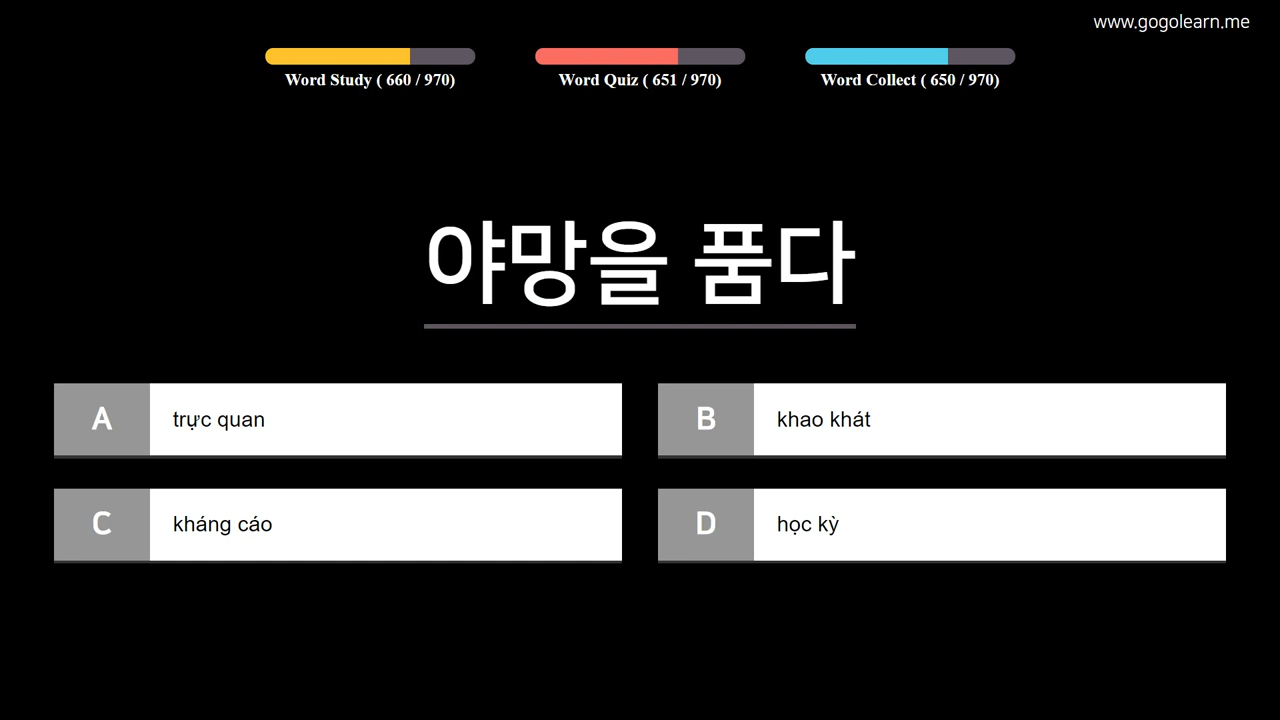 www.gogolearn.me
Word Study ( 660 / 970)
Word Quiz ( 651 / 970)
Word Collect ( 650 / 970)
야망을 품다
A trực quan
B khao khát
C kháng cáo
D học kỳ